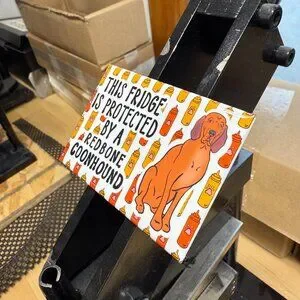 THIS FRIDGE
IS PROTECTED
BY A
REDBONE
COONHOUND